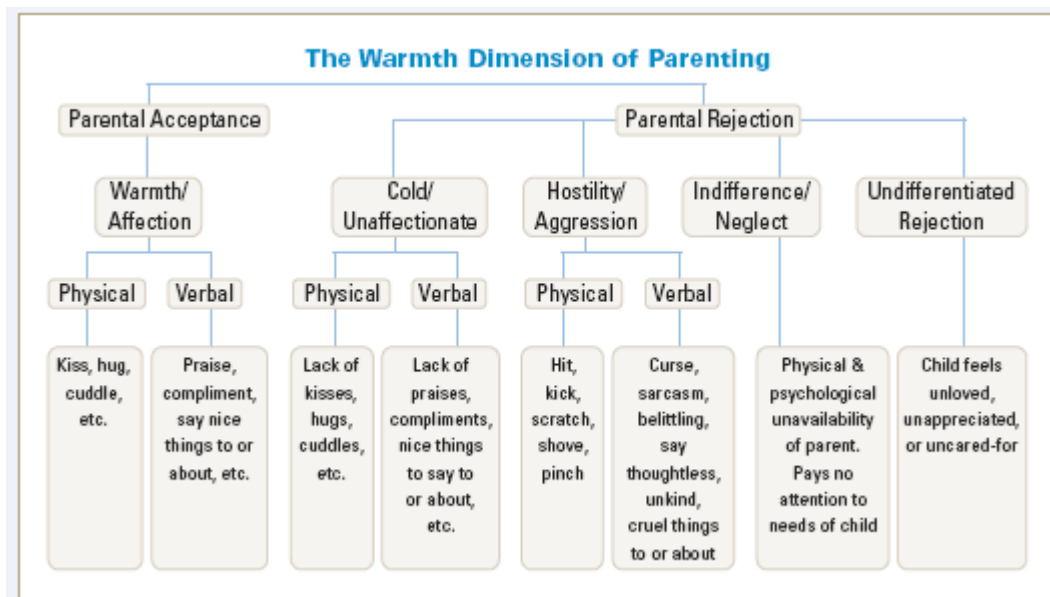 The Warmth Dimension of Parenting
Parental Acceptance
Parental Rejection
Warmth/
Affection
Cold/
Unaffectionate
Hostility/
Aggression
Indifference/
Neglect
Undifferentiated
Rejection
Physical
Verbal
Physical
Verbal
Physical
Verbal
Kiss, hug,
cuddle,
etc.
Praise,
compliment,
say nice
things to or
about, etc.
Lack of
kisses,
hugs,
cuddles,
etc.
Lack of
praises,
compliments,
nice things
to say to
or about,
etc.
Hit,
kick,
scratch,
shove,
pinch
Curse,
sarcasm,
belittling,
say
thoughtless,
unkind,
cruel things
to or about
Physical &
psychological
unavailability
of parent.
Pays no
attention to
needs of child
Child feels
unloved,
unappreciated,
or uncared-for